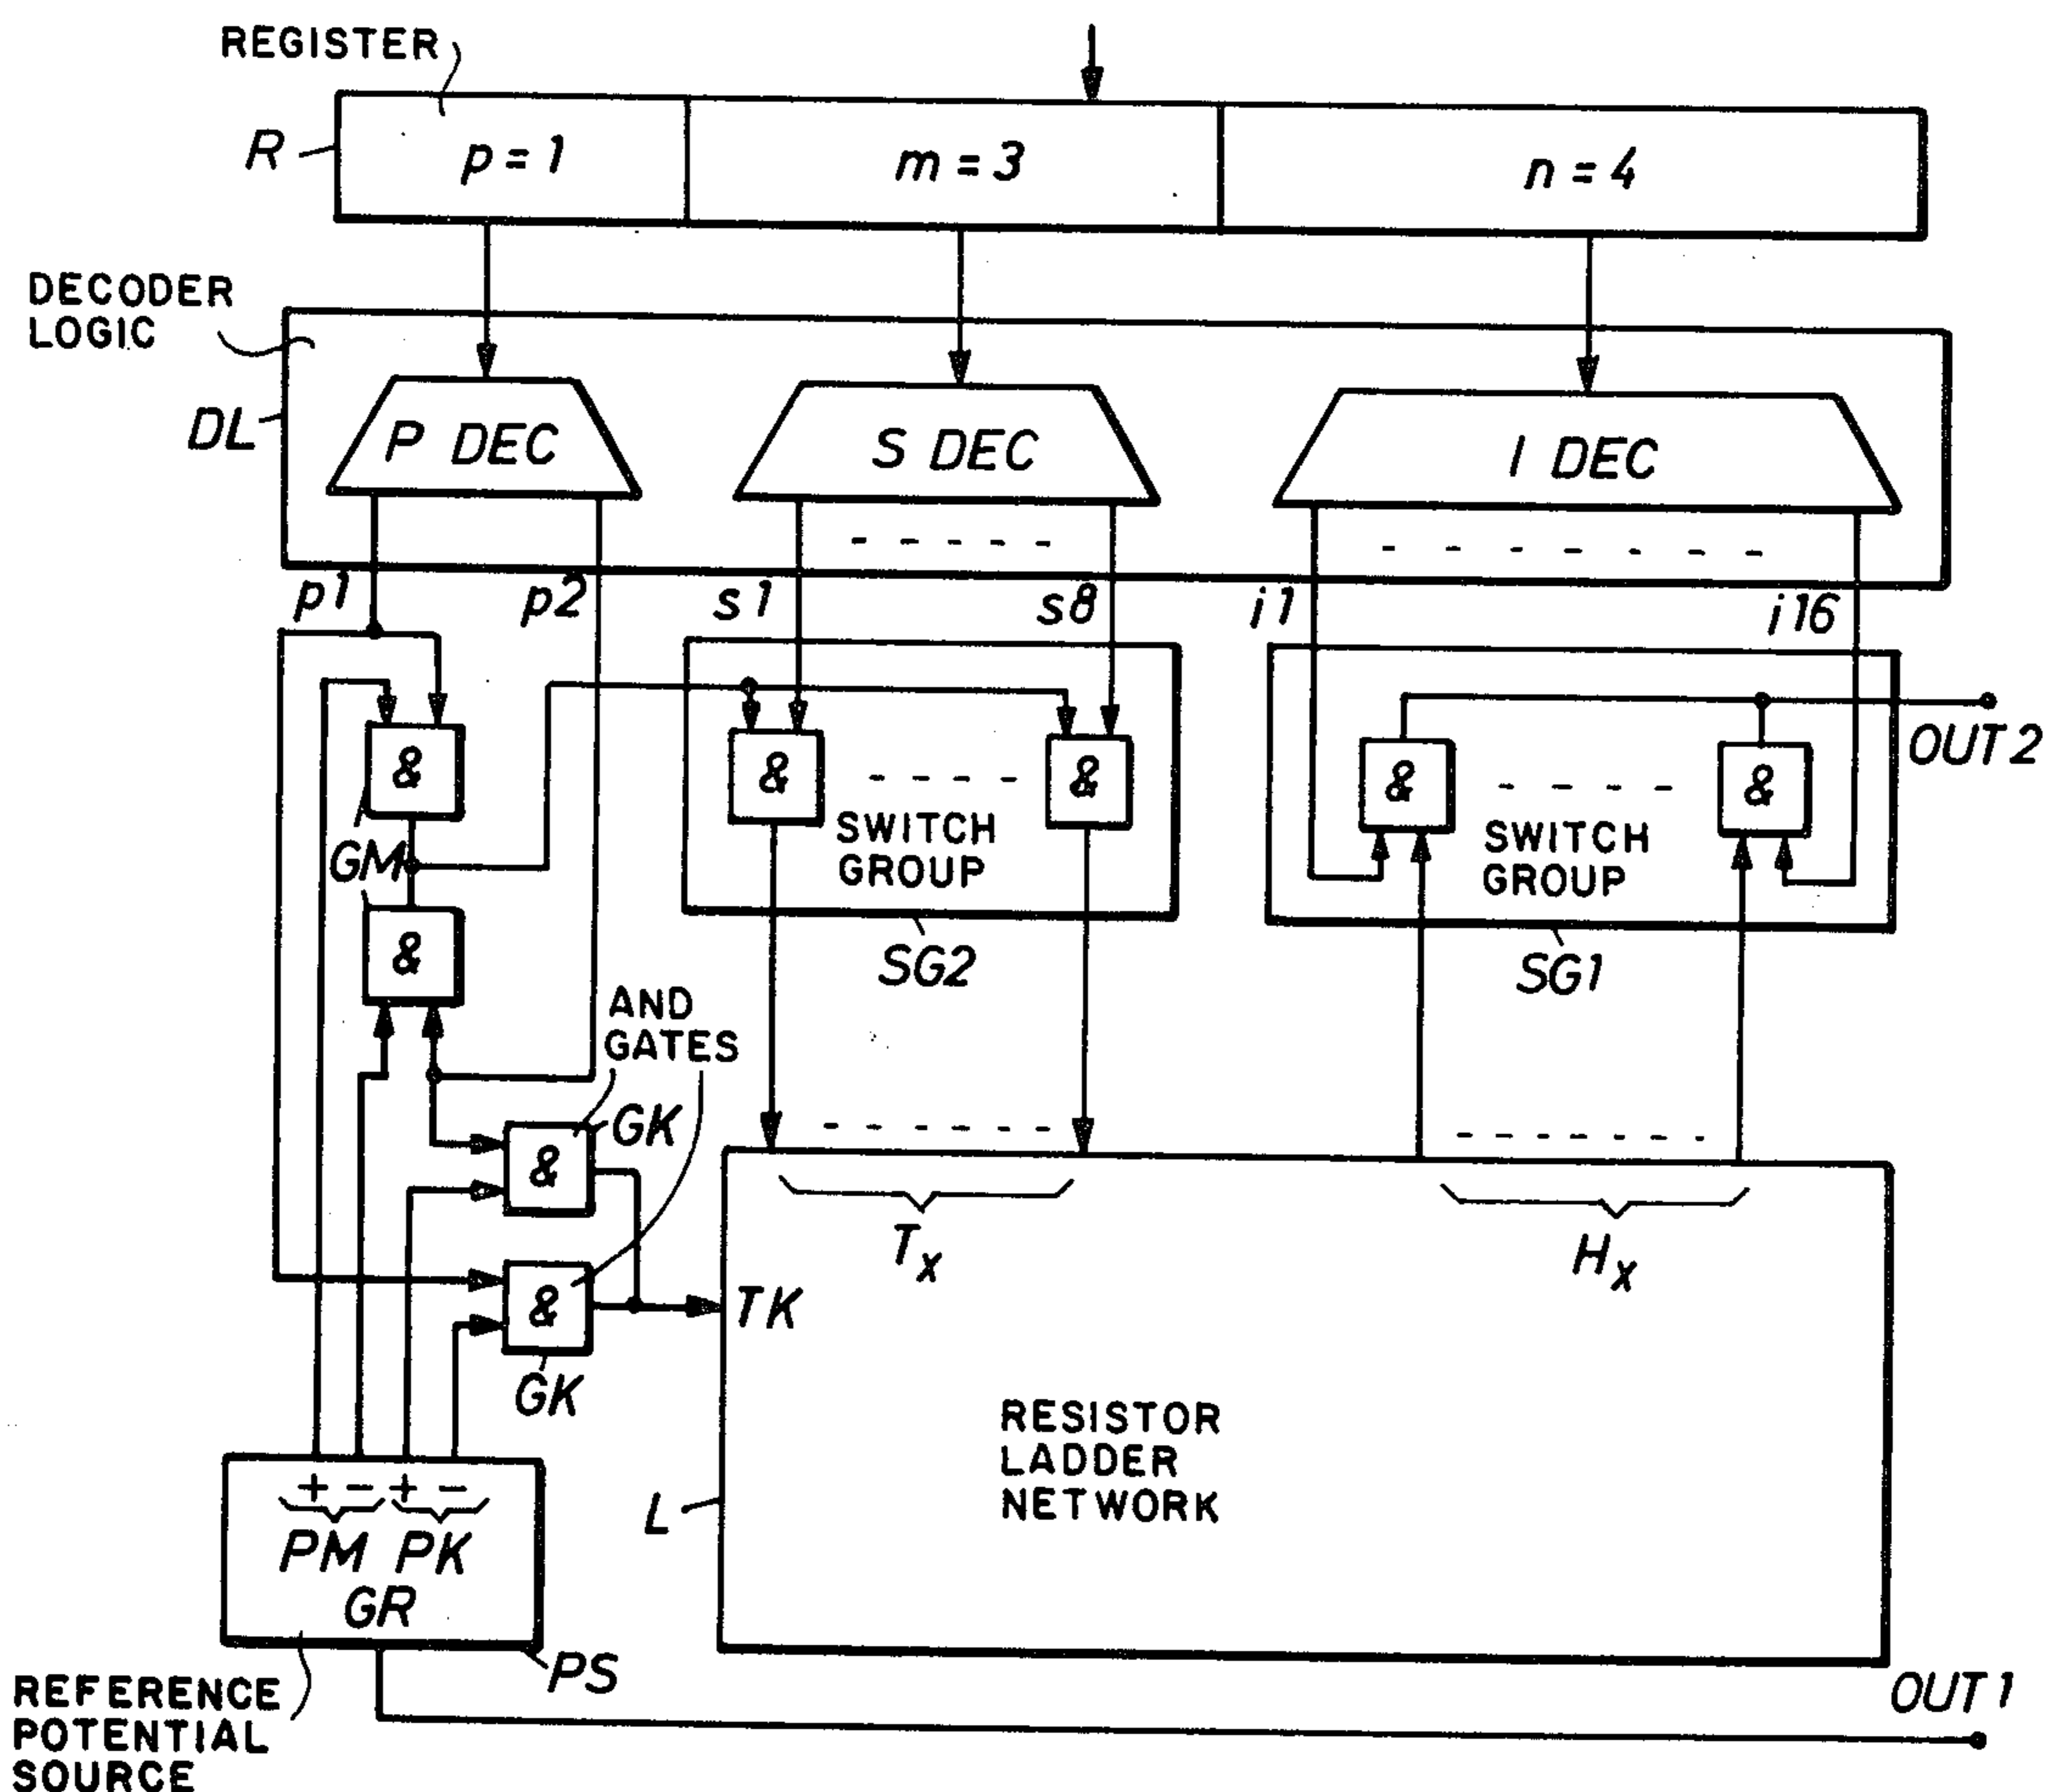 REGISTER
R
p = 1
m = 3
n = 4
DECODER
LOGIC
DL
P DEC
S DEC
I DEC
p1
p2
s1
s8
i1
i16
&
&
&
&
&
OUT 2
SWITCH
GROUP
SWITCH
GROUP
GM
&
SG2
SG1
AND
GATES
GK
&
Tx
Hx
&
TK
GK
RESISTOR
LADDER
NETWORK
L
+ - + -
PM PK
GR
PS
REFERENCE
POTENTIAL
SOURCE
OUT 1